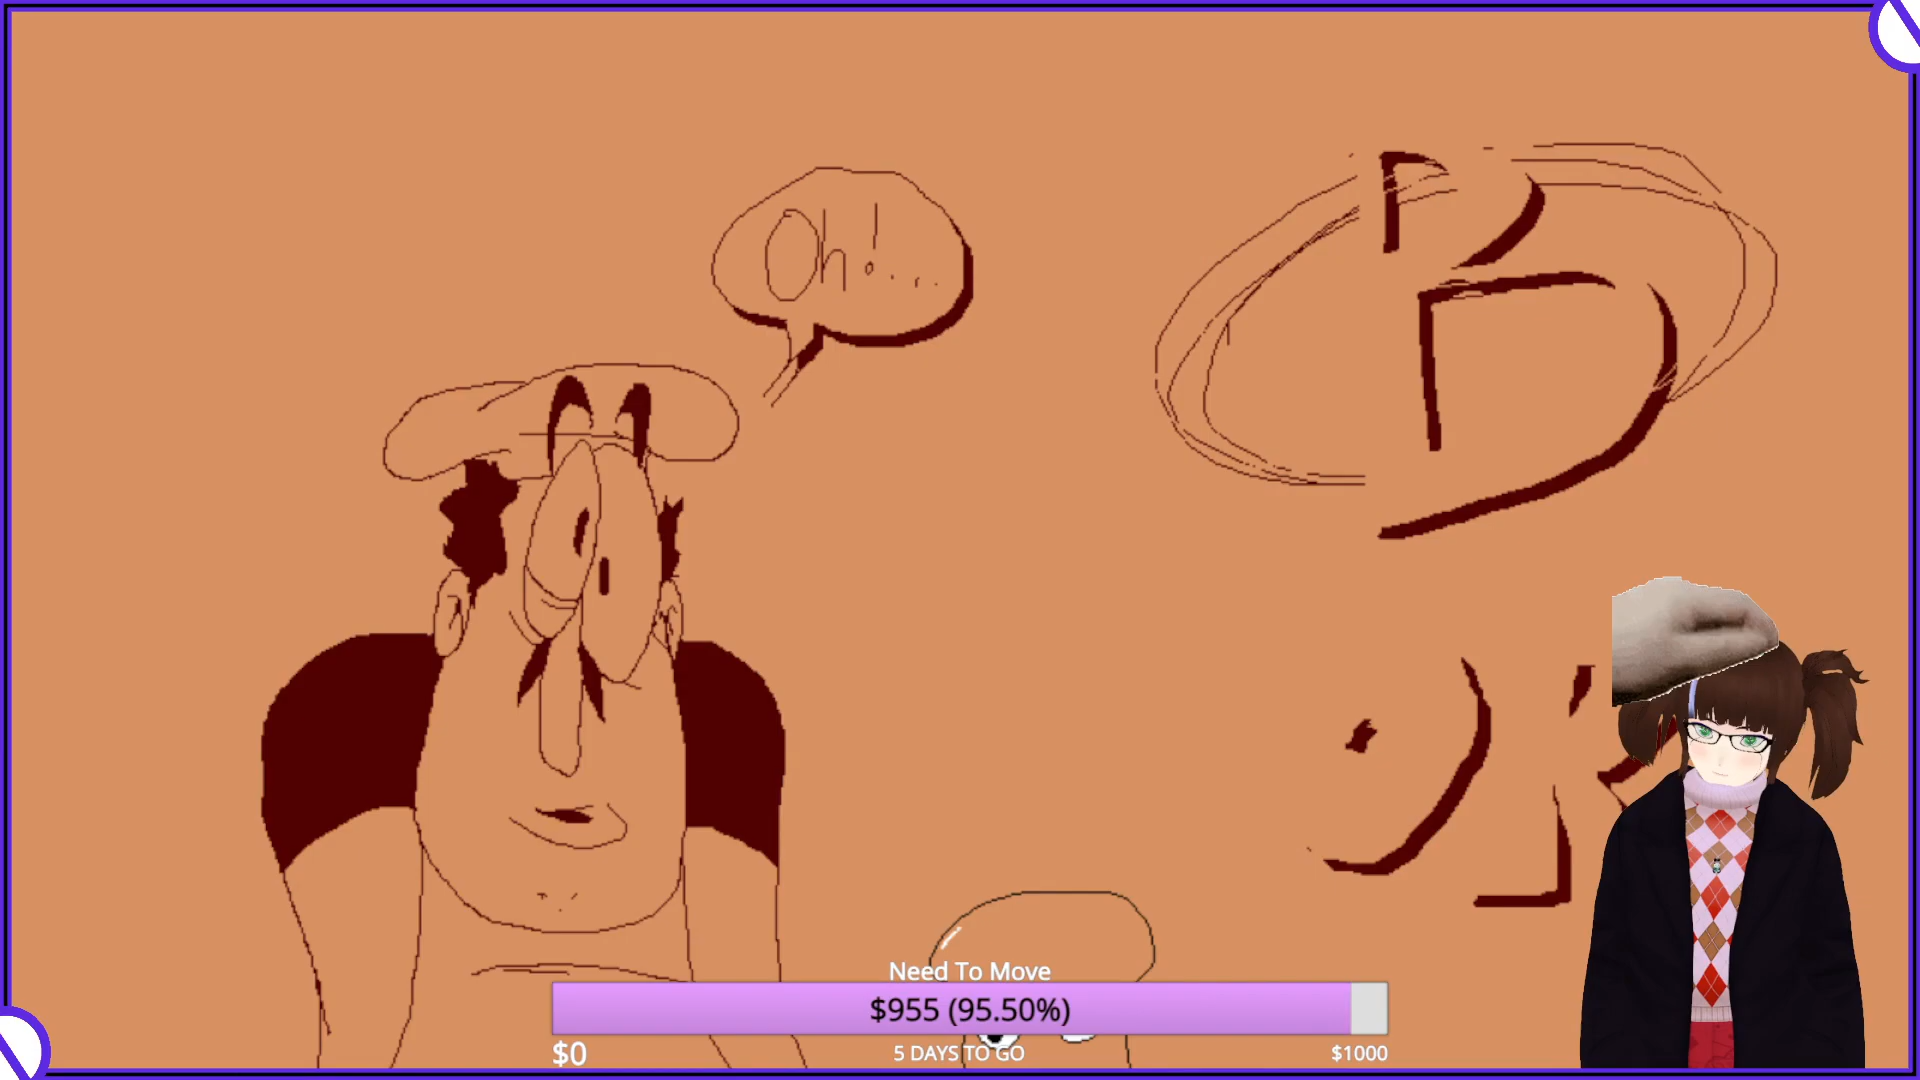 Oh!....
Need To Move
$955 (95.50%)
$0
5 DAYS TO GO
$1000